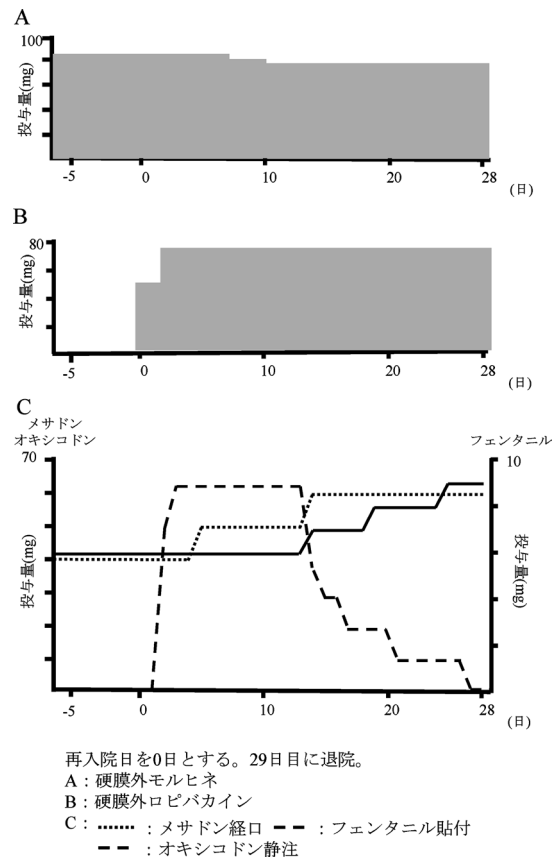 A
100
投与量(mg)
-5 0 10 20 28
(日)
B
80
投与量(mg)
-5 0 10 20 28
(日)
C
メサドン
オキシコドン
フェンタニル
70
10
投与量(mg)
投与量(mg)
-5 0 10 20 28
(日)
再入院日を0日とする。29日目に退院。
A：硬膜外モルヒネ
B：硬膜外ロピバカイン
C： ：メサドン経口 ：フェンタニル貼付
：オキシコドン静注